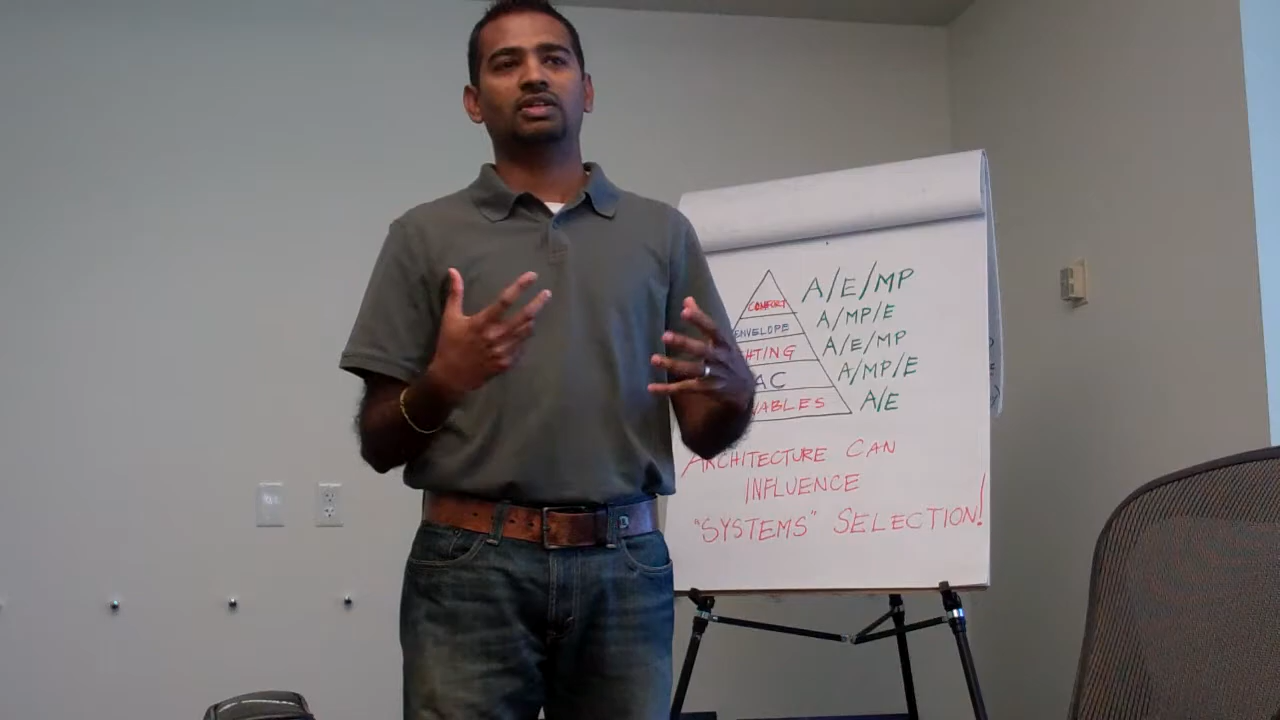 COMFORT A/E/MP
ENVELOPE A/MP/E
A/E/MP
A/MP/E
A/E
ARCHITECTURE CAN
INFLUENCE
"SYSTEMS" SELECTION!